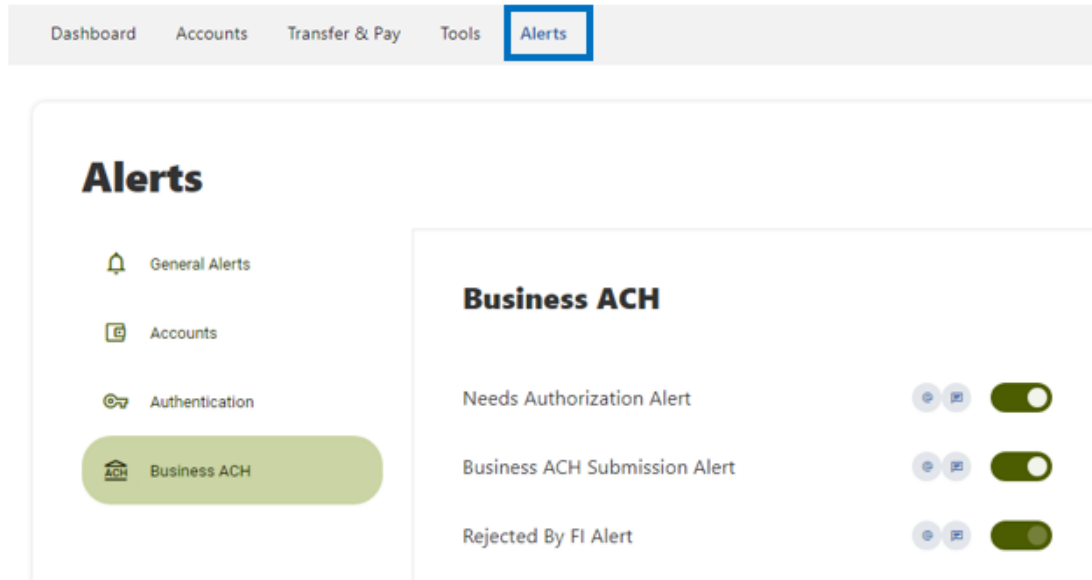 Dashboard Accounts Transfer & Pay Tools Alerts
Alerts
General Alerts
Accounts
Authentication
ACH Business ACH
Business ACH
Needs Authorization Alert
Business ACH Submission Alert
Rejected By FI Alert